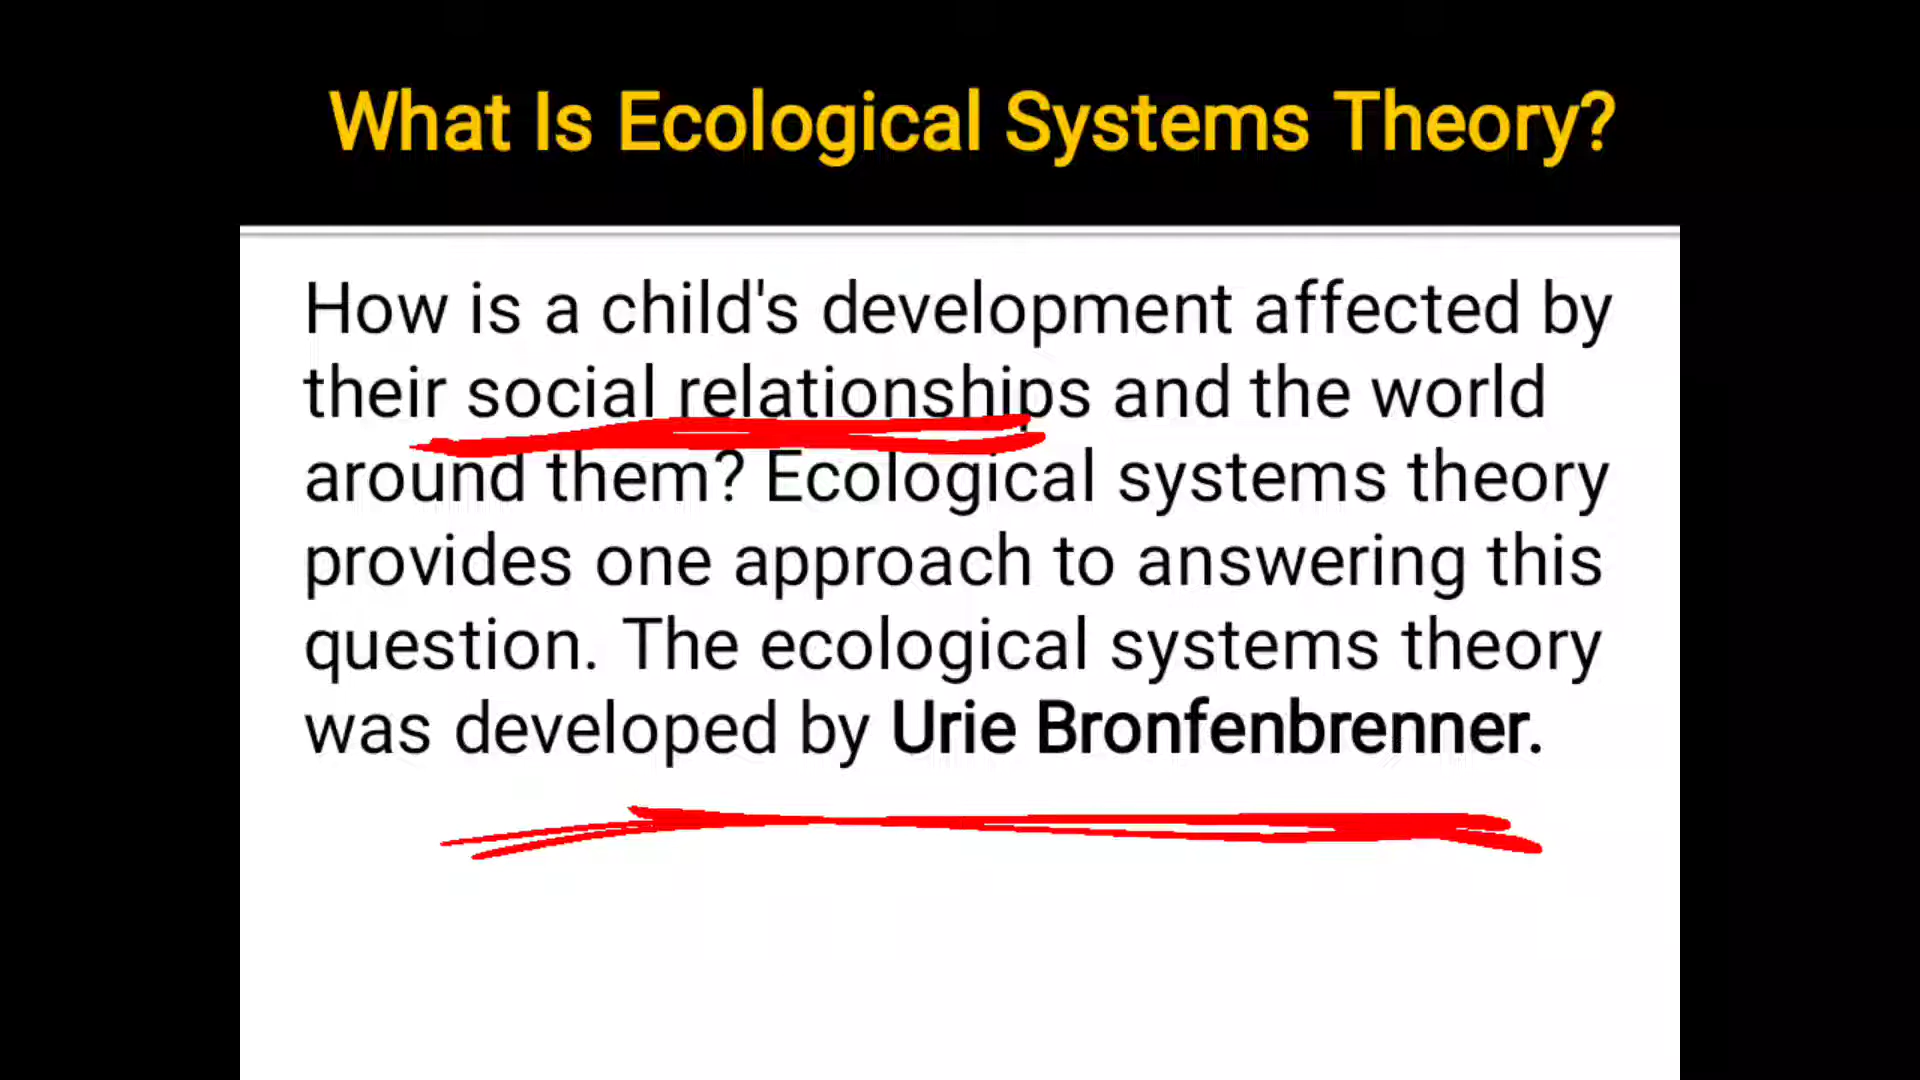 What Is Ecological Systems Theory?
How is a child's development affected by
their social relationships and the world
around them? Ecological systems theory
provides one approach to answering this
question. The ecological systems theory
was developed by Urie Bronfenbrenner.